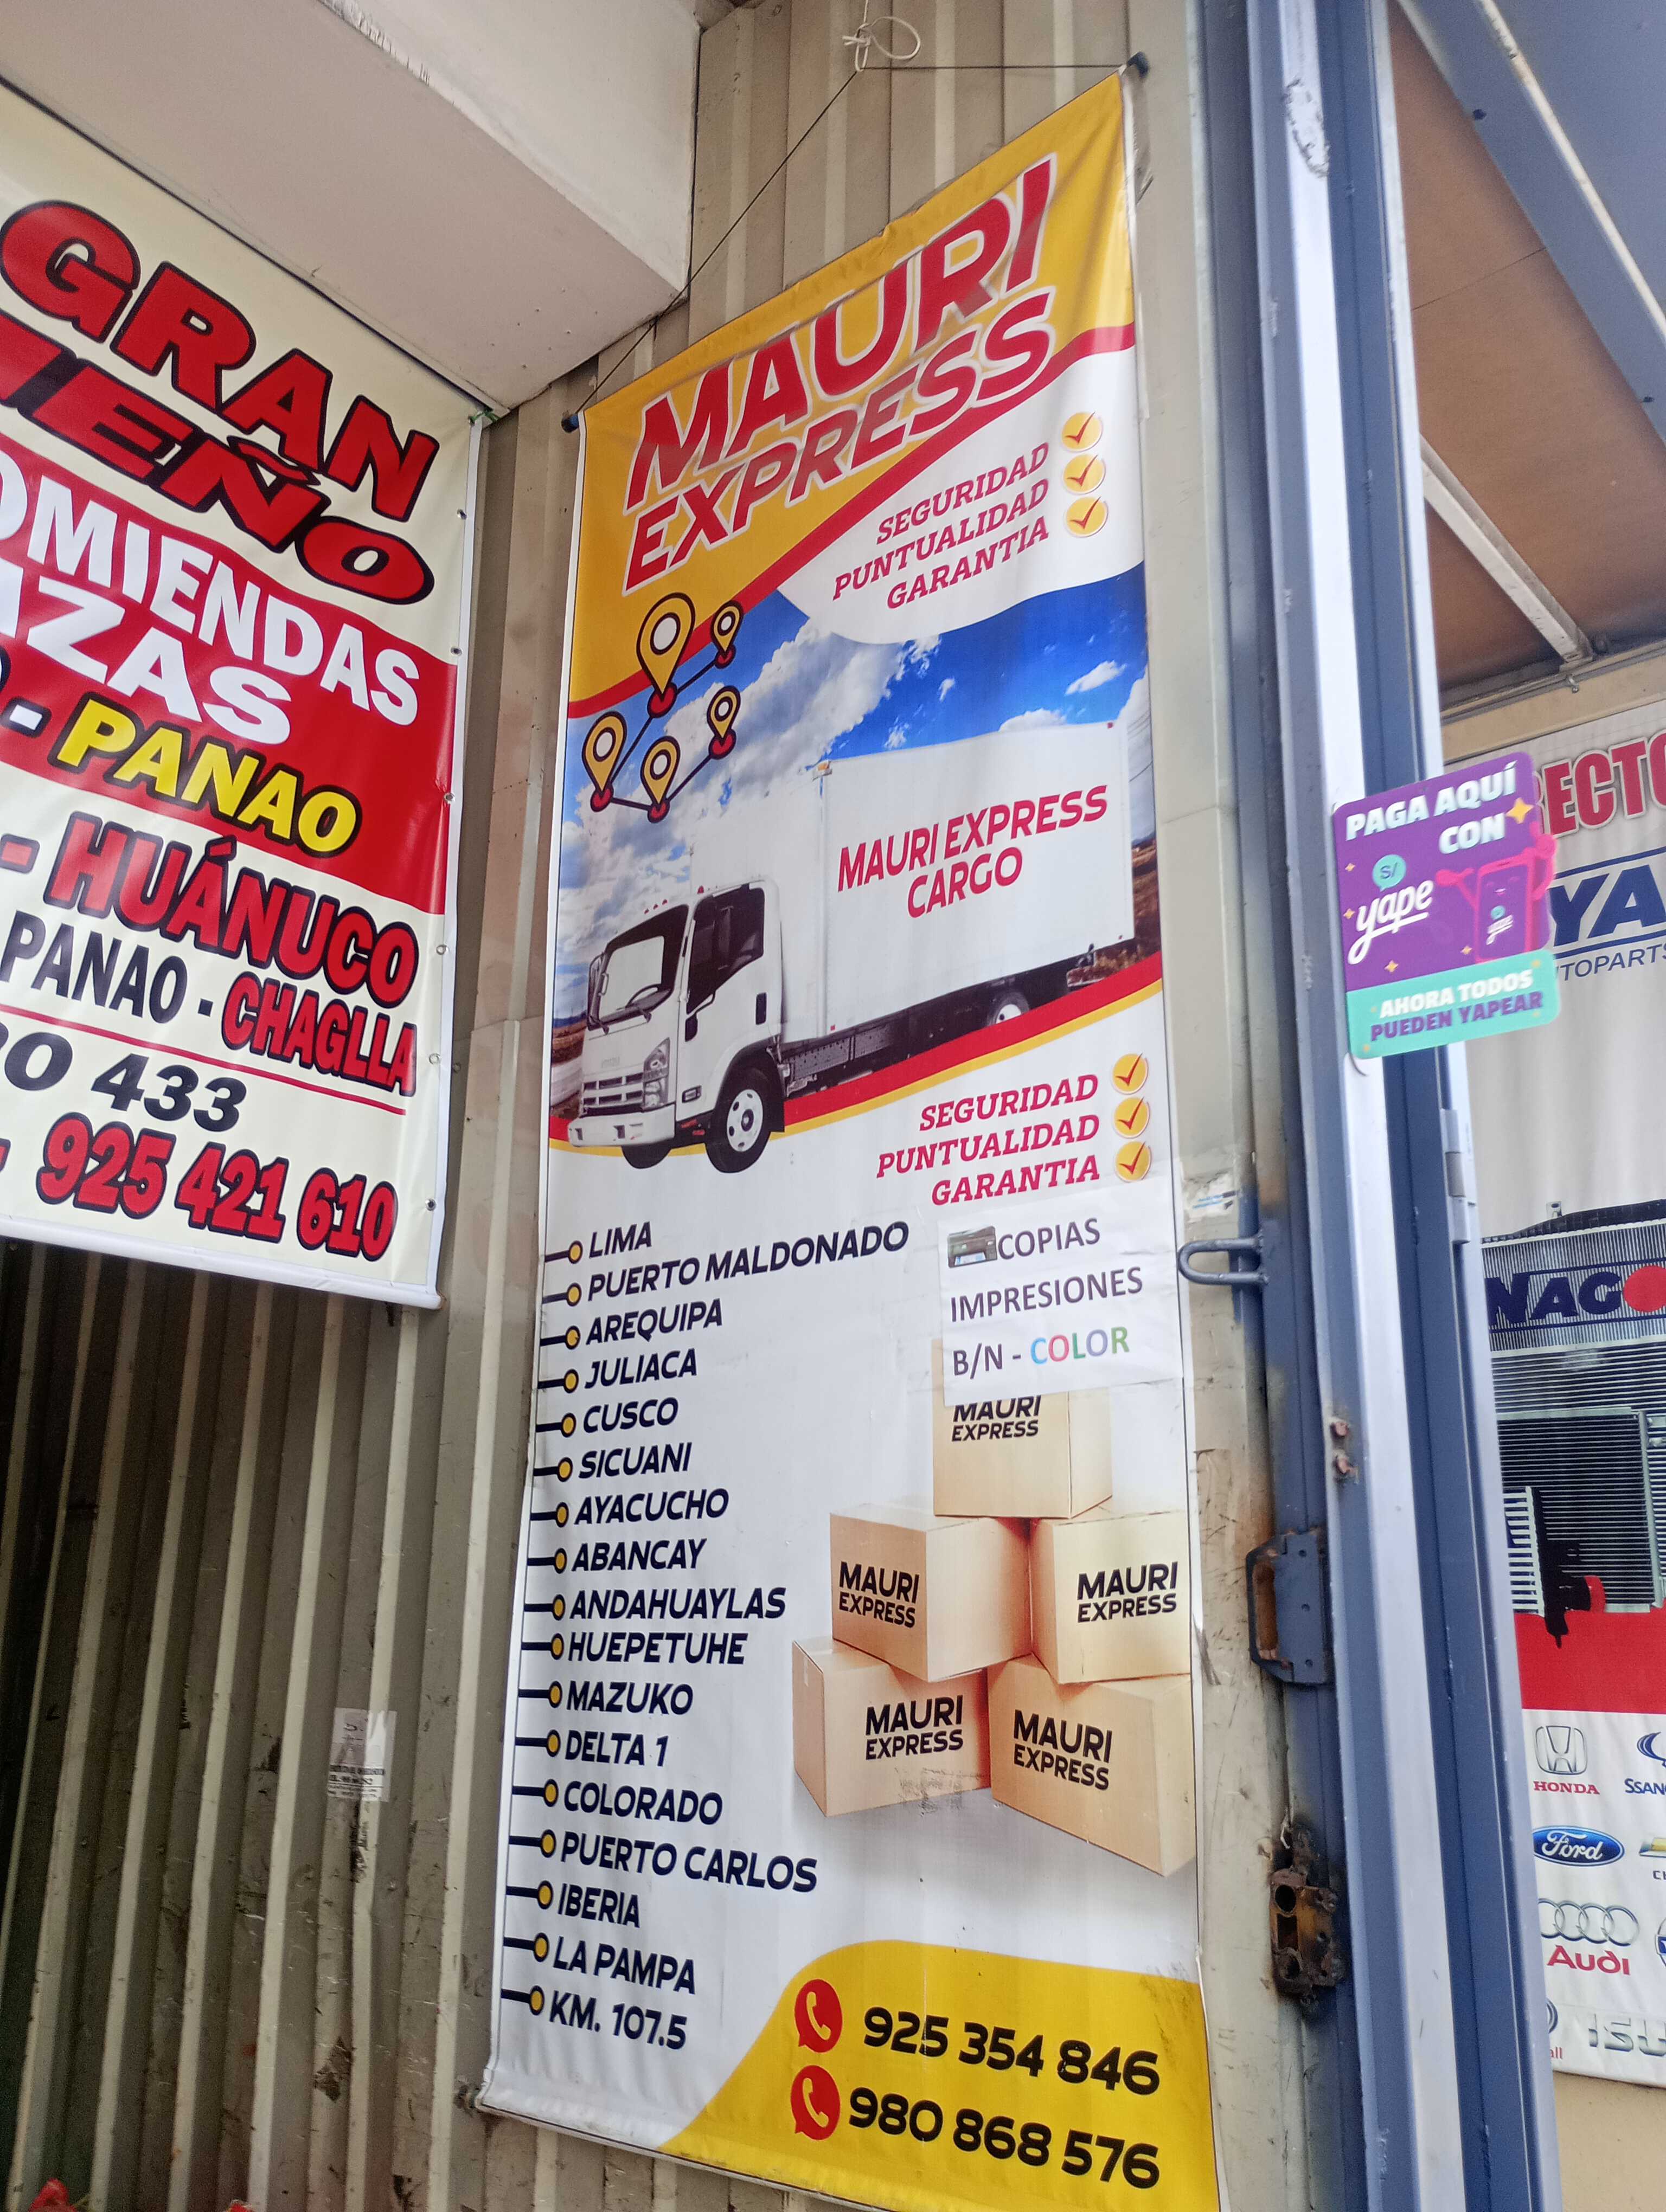 GRAN
PANAO
- HUÁNUCO
PANAO - CHAGLLA
433
925 421 610
MAURI
EXPRESS
SEGURIDAD
PUNTUALIDAD
GARANTIA
MAURI EXPRESS
CARGO
SEGURIDAD
PUNTUALIDAD
GARANTIA
LIMA
PUERTO MALDONADO
AREQUIPA
JULIACA
CUSCO
SICUANI
AYACUCHO
ABANCAY
ANDAHUAYLAS
HUEPETUHE
MAZUKO
DELTA 1
COLORADO
PUERTO CARLOS
IBERIA
LA PAMPA
KM. 107.5
COPIAS
IMPRESIONES
B/N - COLOR
MAURI
EXPRESS
MAURI
EXPRESS
MAURI
EXPRESS
MAURI
EXPRESS
MAURI
EXPRESS
925 354 846
980 868 576
PAGA AQUÍ
CON
S/
yape
AHORA TODOS
PUEDEN YAPEAR
HONDA
Ford
Audi